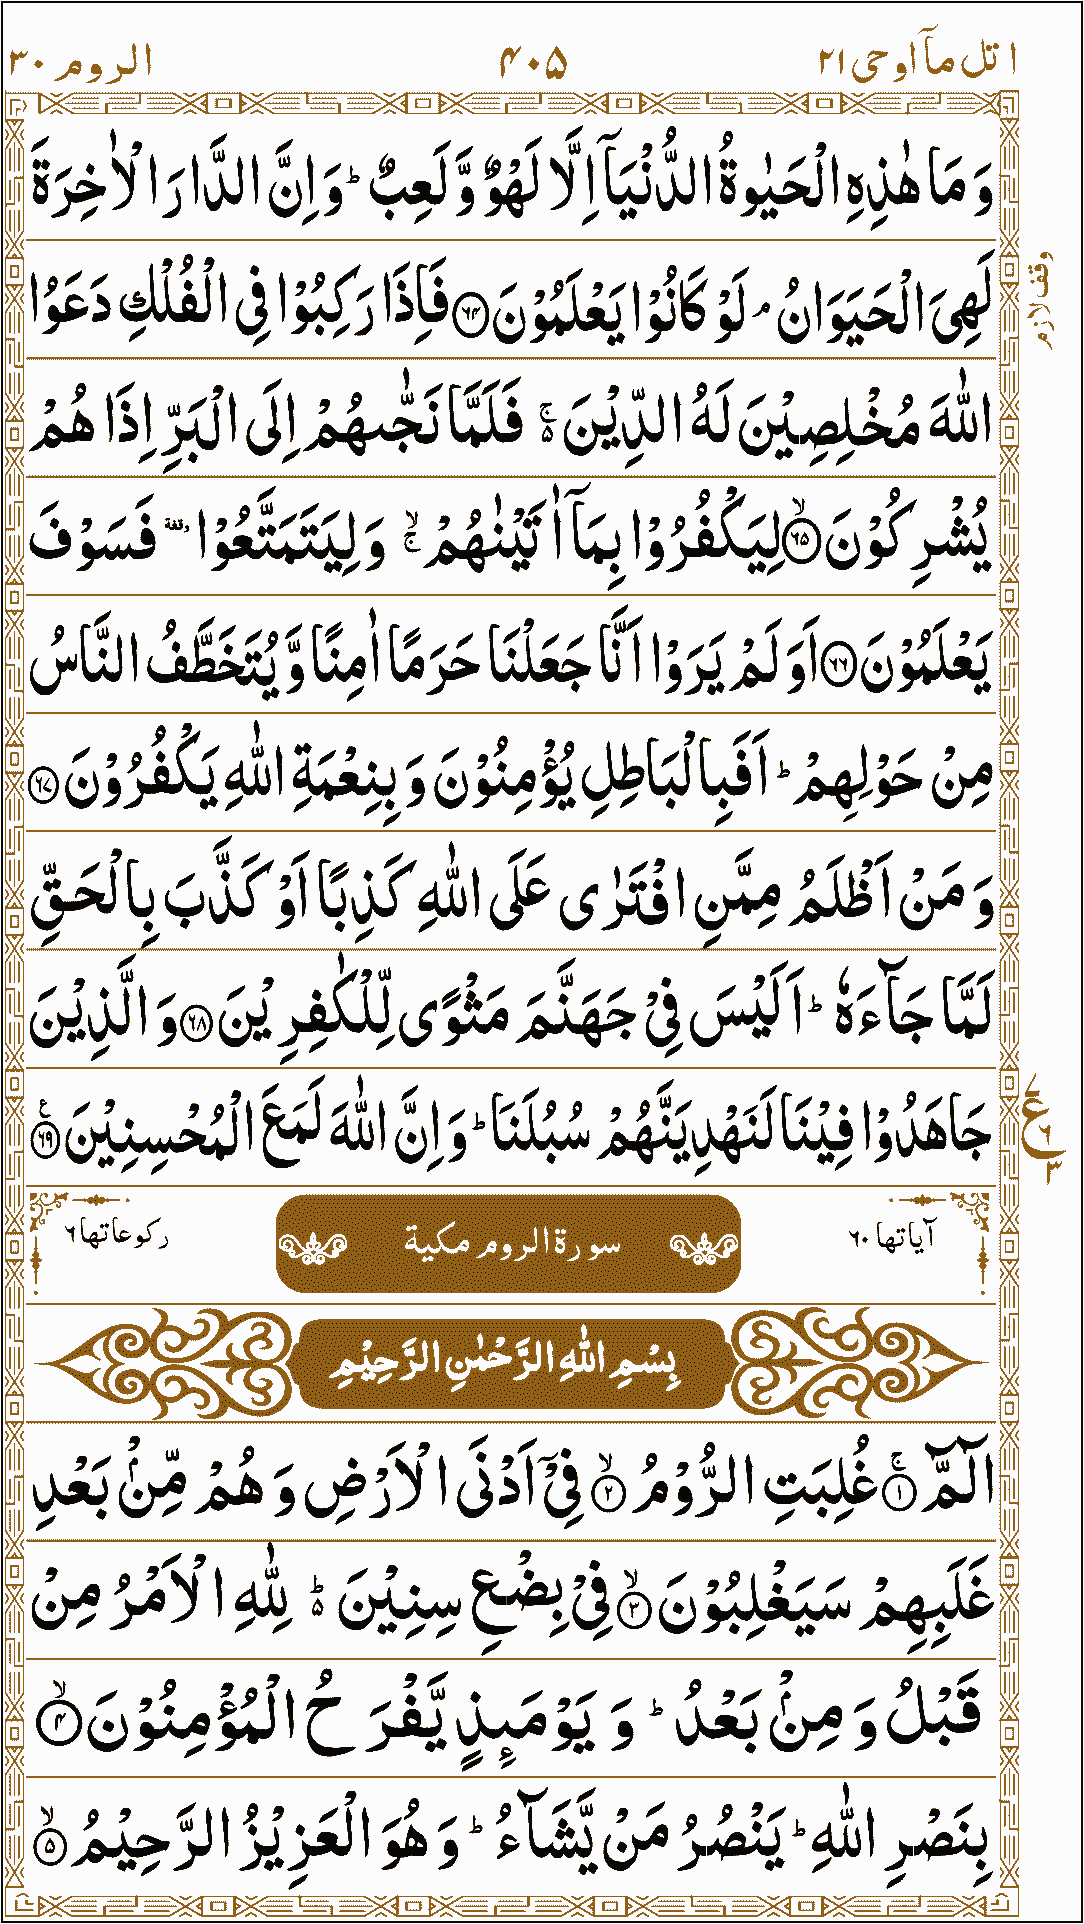 اتل مآ اوحی ۲۱
۴۰۵
الروم ۳۰
وَ مَا هٰذِهِ الْحَیٰوةُ الدُّنْیَاۤ اِلَّا لَهْوٌ وَّ لَعِبٌؕ وَ اِنَّ الدَّارَ الْاٰخِرَةَ
لَهِیَ الْحَیَوَانُۘ لَوْ كَانُوْا یَعْلَمُوْنَ ﴿۶۴﴾ فَاِذَا رَكِبُوْا فِی الْفُلْكِ دَعَوُا
وقف لازم
اللّٰهَ مُخْلِصِیْنَ لَهُ الدِّیْنَ ۚ۬ فَلَمَّا نَجّٰىهُمْ اِلَی الْبَرِّ اِذَا هُمْ
یُشْرِكُوْنَ ﴿ۙ۶۵﴾ لِیَكْفُرُوْا بِمَاۤ اٰتَیْنٰهُمْ ۚۙ وَ لِیَتَمَتَّعُوْا وقفة فَسَوْفَ
یَعْلَمُوْنَ ﴿۶۶﴾ اَوَ لَمْ یَرَوْا اَنَّا جَعَلْنَا حَرَمًا اٰمِنًا وَّ یُتَخَطَّفُ النَّاسُ
مِنْ حَوْلِهِمْؕ اَفَبِالْبَاطِلِ یُؤْمِنُوْنَ وَ بِنِعْمَةِ اللّٰهِ یَكْفُرُوْنَ ﴿۶۷﴾
وَ مَنْ اَظْلَمُ مِمَّنِ افْتَرٰی عَلَی اللّٰهِ كَذِبًا اَوْ كَذَّبَ بِالْحَقِّ
لَمَّا جَآءَهٗؕ اَلَیْسَ فِیْ جَهَنَّمَ مَثْوًی لِّلْكٰفِرِیْنَ ﴿۶۸﴾ وَ الَّذِیْنَ
جَاهَدُوْا فِیْنَا لَنَهْدِیَنَّهُمْ سُبُلَنَاؕ وَ اِنَّ اللّٰهَ لَمَعَ الْمُحْسِنِیْنَ ﴿۶۹﴾ ع
۷ ع ۶ ۳
آیاتها ۶۰
سورة الروم مكیة
ركوعاتها ۶
بِسْمِ اللّٰهِ الرَّحْمٰنِ الرَّحِیْمِ
الٓمّٓ ﴿ۚ۱﴾ غُلِبَتِ الرُّوْمُ ﴿ۙ۲﴾ فِیْۤ اَدْنَی الْاَرْضِ وَ هُمْ مِّنْۢ بَعْدِ
غَلَبِهِمْ سَیَغْلِبُوْنَ ﴿ۙ۳﴾ فِیْ بِضْعِ سِنِیْنَ ؕ۬ لِلّٰهِ الْاَمْرُ مِنْ
قَبْلُ وَ مِنْۢ بَعْدُؕ وَ یَوْمَىِٕذٍ یَّفْرَحُ الْمُؤْمِنُوْنَ ﴿ۙ۴﴾
بِنَصْرِ اللّٰهِؕ یَنْصُرُ مَنْ یَّشَآءُؕ وَ هُوَ الْعَزِیْزُ الرَّحِیْمُ ﴿ۙ۵﴾